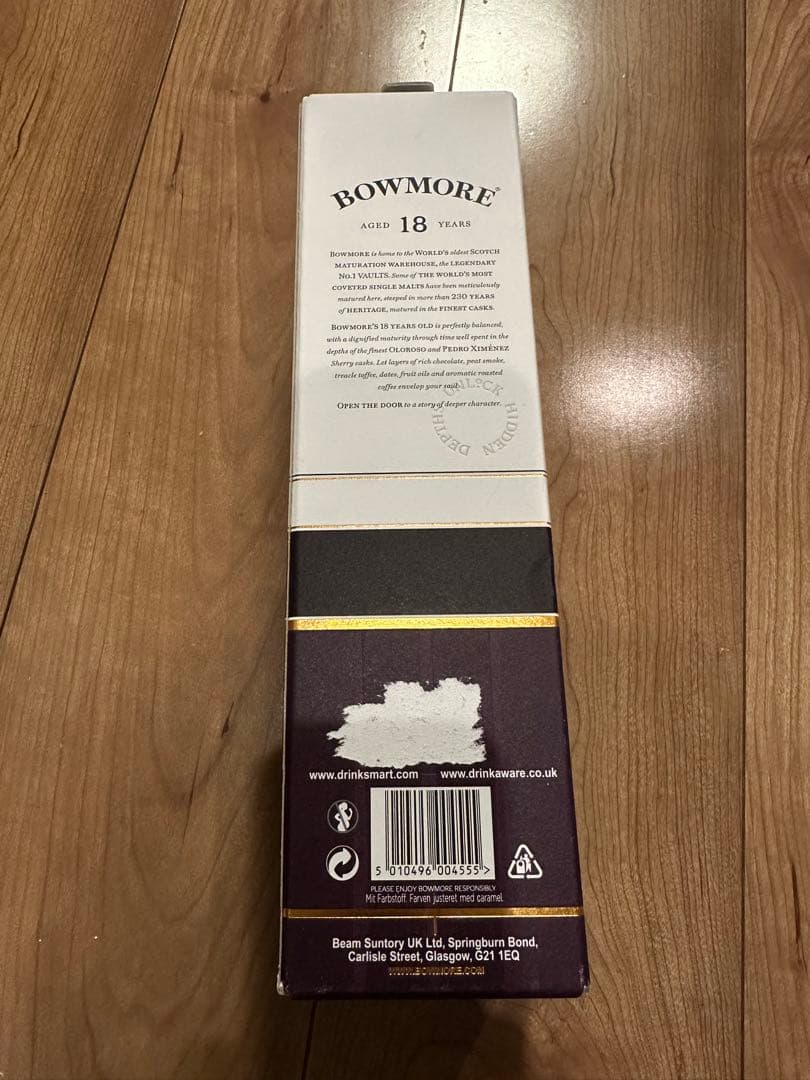 BOWMORE®
AGED 18 YEARS
BOWMORE is home to the WORLD'S oldest SCOTCH
MATURATION WAREHOUSE, the LEGENDARY
No.1 VAULTS. Some of THE WORLD'S MOST
COVETED SINGLE MALTS have been meticulously
matured here, steeped in more than 230 YEARS
of HERITAGE, matured in the FINEST CASKS.
BOWMORE'S 18 YEARS OLD is perfectly balanced,
with a dignified maturity through time well spent in the
depths of the finest OLOROSO and PEDRO XIMÉNEZ
Sherry casks. Let layers of rich chocolate, peat smoke,
treacle toffee, dates, fruit oils and aromatic roasted
coffee envelop your soul.
OPEN THE DOOR to a story of deeper character.
UNLOCK HIDDEN DEPTHS
www.drinksmart.com www.drinkaware.co.uk
5 010496 004555 >
PLEASE ENJOY BOWMORE RESPONSIBLY
Mit Farbstoff. Farven justeret med caramel.
Beam Suntory UK Ltd, Springburn Bond,
Carlisle Street, Glasgow, G21 1EQ
WWW.BOWMORE.COM